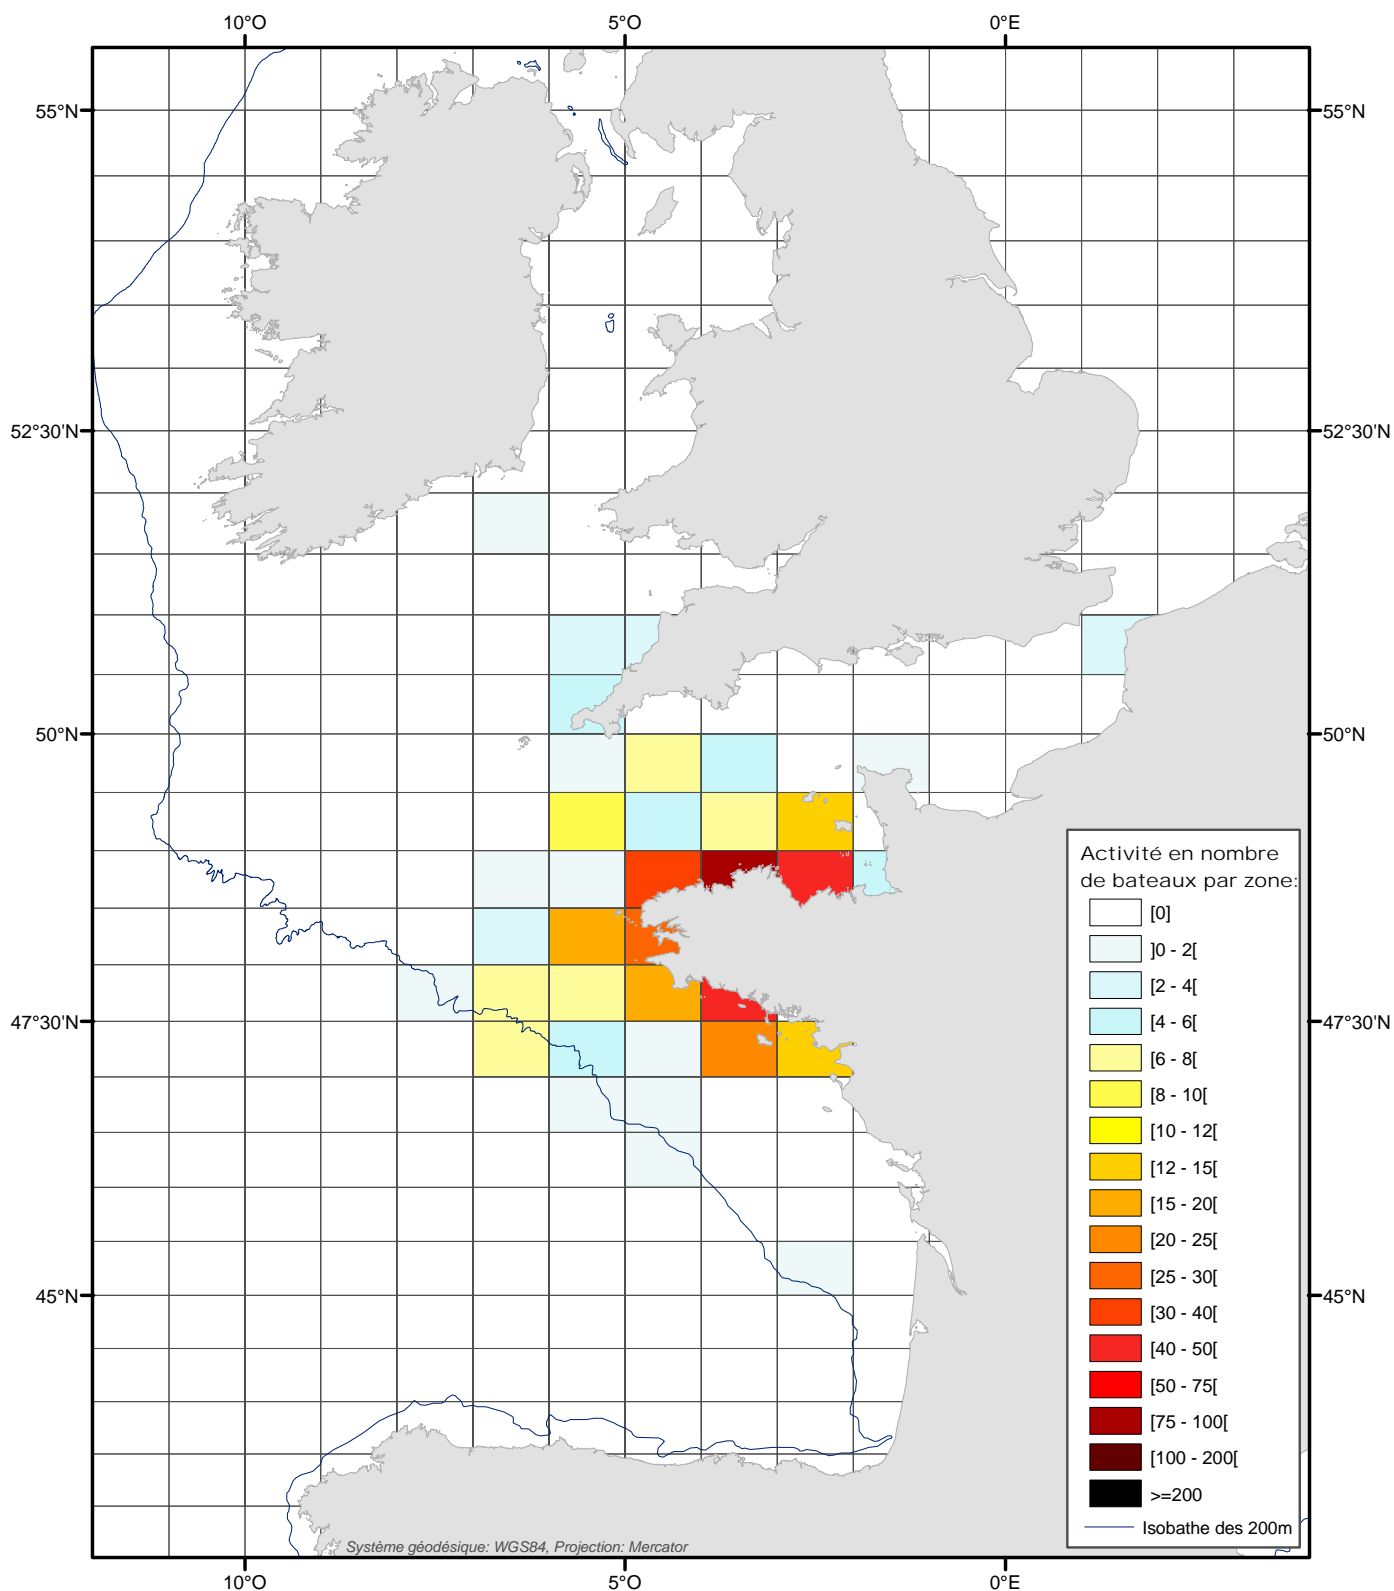 10°O 5°O 0°E
55°N 55°N
52°30'N 52°30'N
50°N 50°N
47°30'N 47°30'N
45°N 45°N
Activité en nombre
de bateaux par zone:
[0]
]0 - 2[
[2 - 4[
[4 - 6[
[6 - 8[
[8 - 10[
[10 - 12[
[12 - 15[
[15 - 20[
[20 - 25[
[25 - 30[
[30 - 40[
[40 - 50[
[50 - 75[
[75 - 100[
[100 - 200[
>=200
Isobathe des 200m
Système géodésique: WGS84, Projection: Mercator
10°O 5°O 0°E